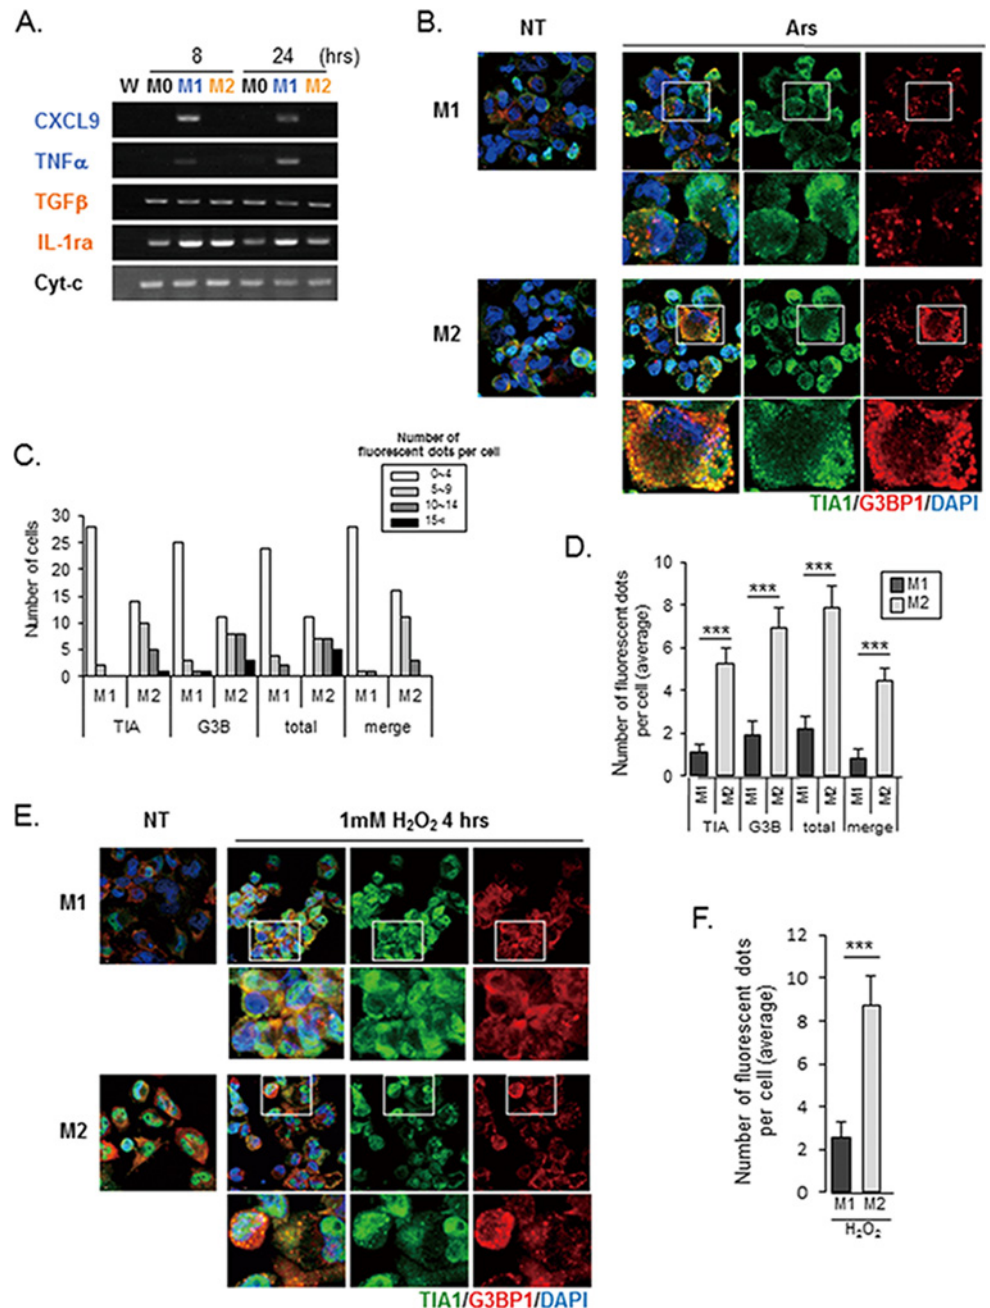 A.
8 24 (hrs)
W M0 M1 M2 M0 M1 M2
CXCL9
TNFα
TGFβ
IL-1ra
Cyt-c
B.
NT Ars
M1
M2
TIA1/G3BP1/DAPI
C.
Number of
fluorescent dots per cell
0~4
5~9
10~14
15<
Number of cells
30
25
20
15
10
5
0
M1 M2 M1 M2 M1 M2 M1 M2
TIA G3B total merge
D.
Number of fluorescent dots
per cell (average)
10
8
6
4
2
0
*** *** *** ***
M1
M2
M1 M2 M1 M2 M1 M2 M1 M2
TIA G3B total merge
E.
NT 1mM H₂O₂ 4 hrs
M1
M2
TIA1/G3BP1/DAPI
F.
Number of fluorescent dots
per cell (average)
12
10
8
6
4
2
0
***
M1 M2
H₂O₂